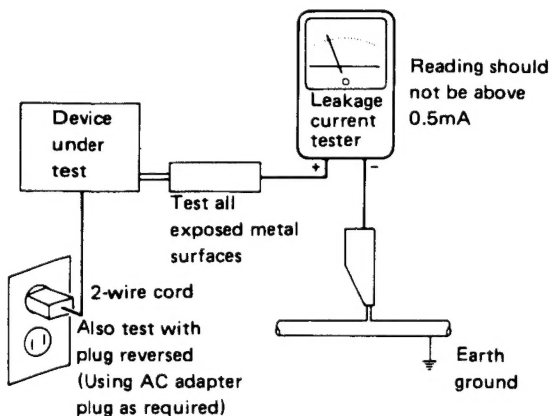 Device
under
test
Leakage
current
tester
+ −
Reading should
not be above
0.5mA
Test all
exposed metal
surfaces
2-wire cord
Also test with
plug reversed
(Using AC adapter
plug as required)
Earth
ground